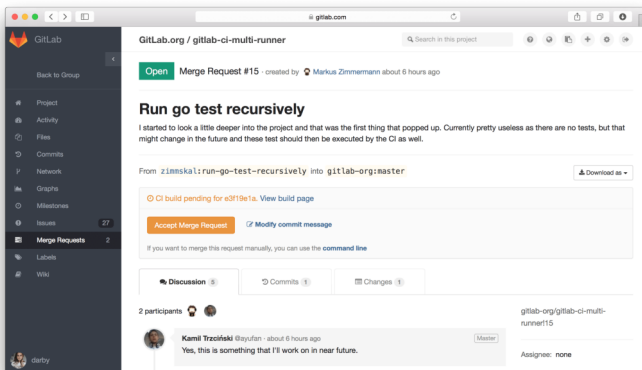 gitlab.com
GitLab
GitLab.org / gitlab-ci-multi-runner
Search in this project
Back to Group
Open Merge Request #15 · created by Markus Zimmermann about 6 hours ago
Project
Activity
Files
Commits
Network
Graphs
Milestones
Issues 27
Merge Requests 2
Labels
Wiki
darby
Run go test recursively
I started to look a little deeper into the project and that was the first thing that popped up. Currently pretty useless as there are no tests, but that
might change in the future and these test should then be executed by the CI as well.
From zimmskal:run-go-test-recursively into gitlab-org:master
Download as
CI build pending for e3f19e1a. View build page
Accept Merge Request Modify commit message
If you want to merge this request manually, you can use the command line
Discussion 5 Commits 1 Changes 1
2 participants
gitlab-org/gitlab-ci-multi-
runner!15
Kamil Trzciński @ayufan · about 6 hours ago Master
Yes, this is something that I'll work on in near future.
Assignee: none